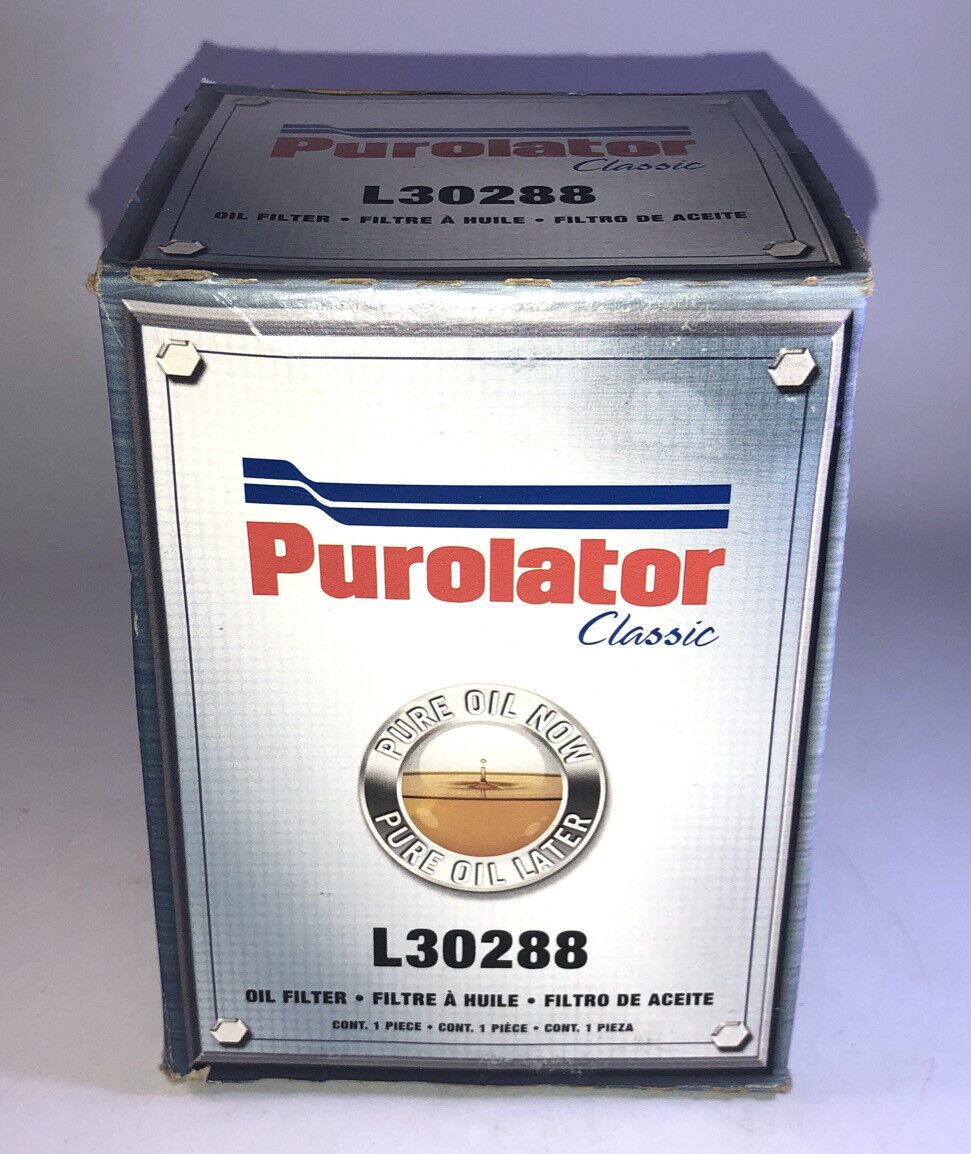 Purolator
Classic
L30288
OIL FILTER • FILTRE À HUILE • FILTRO DE ACEITE
Purolator
Classic
PURE OIL NOW
PURE OIL LATER
L30288
OIL FILTER • FILTRE À HUILE • FILTRO DE ACEITE
CONT. 1 PIECE • CONT. 1 PIÈCE • CONT. 1 PIEZA